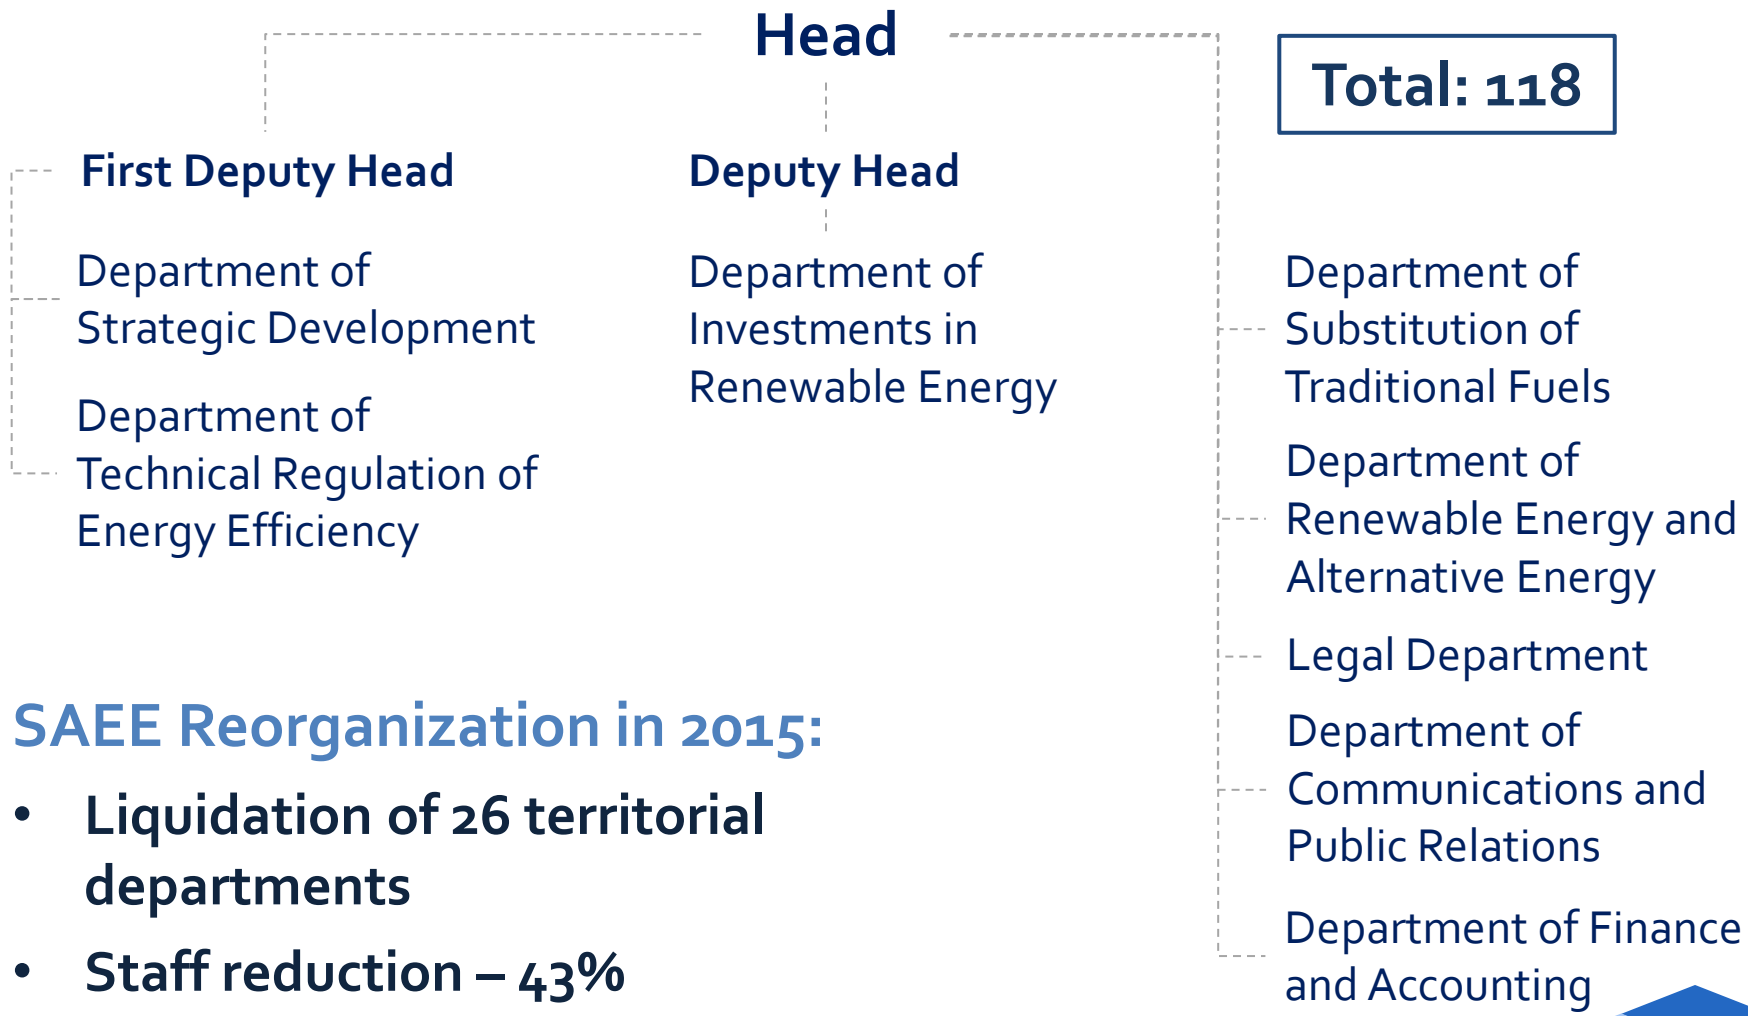 Head
Total: 118
First Deputy Head
Department of
Strategic Development
Department of
Technical Regulation of
Energy Efficiency
Deputy Head
Department of
Investments in
Renewable Energy
Department of
Substitution of
Traditional Fuels
Department of
Renewable Energy and
Alternative Energy
Legal Department
Department of
Communications and
Public Relations
Department of Finance
and Accounting
SAEE Reorganization in 2015:
• Liquidation of 26 territorial
departments
• Staff reduction – 43%